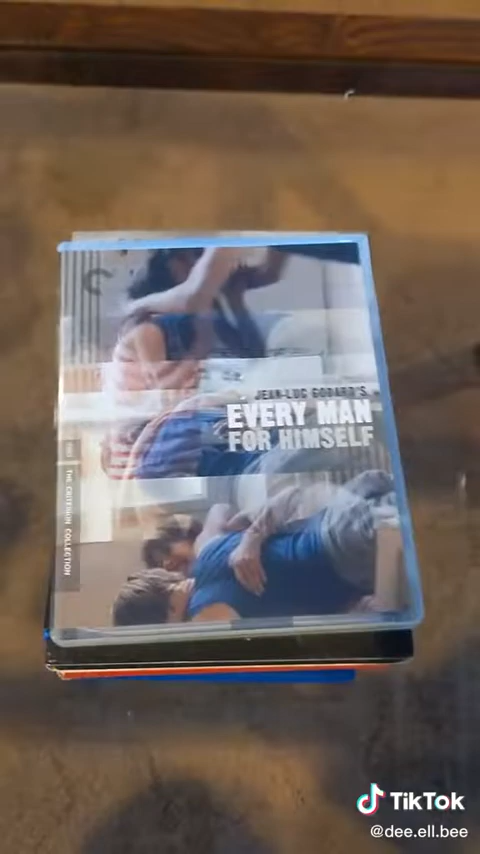 JEAN-LUC GODARD'S
EVERY MAN
FOR HIMSELF
THE CRITERION COLLECTION
TikTok
@dee.ell.bee